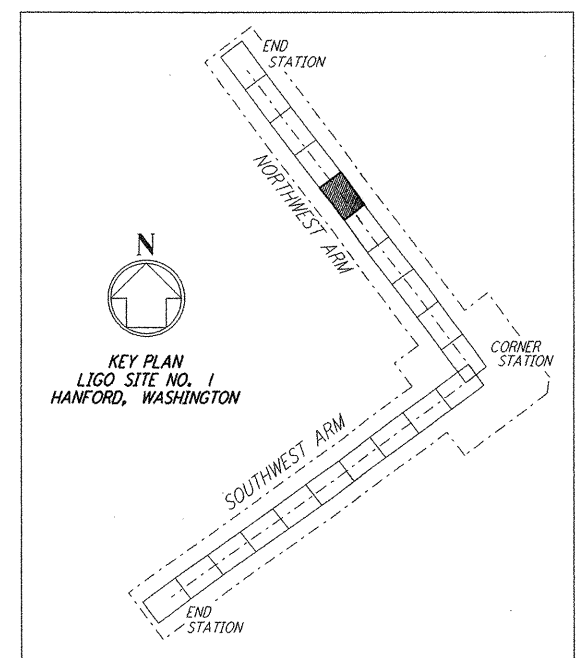 END
STATION
NORTHWEST ARM
N
KEY PLAN
LIGO SITE NO. 1
HANFORD, WASHINGTON
CORNER
STATION
SOUTHWEST ARM
END
STATION